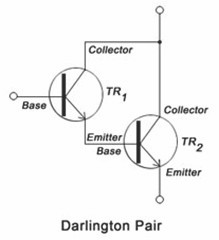 Collector
TR1
Base
Collector
Emitter
Base
TR2
Emitter
Darlington Pair